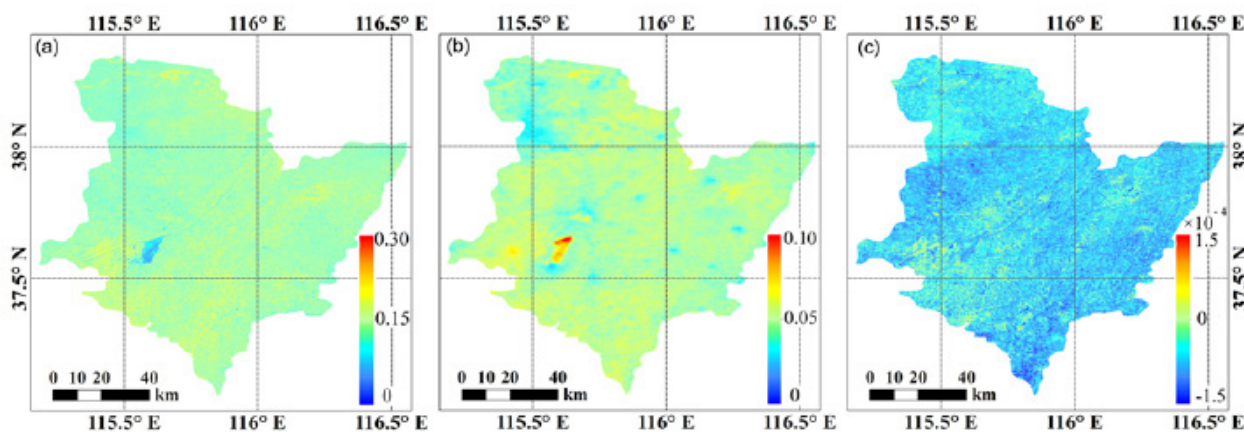 115.5° E 116° E 116.5° E 115.5° E 116° E 116.5° E 115.5° E 116° E 116.5° E
(a) (b) (c)
38° N 38° N
×10⁻⁴
0.30 0.10 1.5
37.5° N 37.5° N
0.15 0.05 0
0 10 20 40 0 10 20 40 0 10 20 40
km 0 km 0 km -1.5
115.5° E 116° E 116.5° E 115.5° E 116° E 116.5° E 115.5° E 116° E 116.5° E